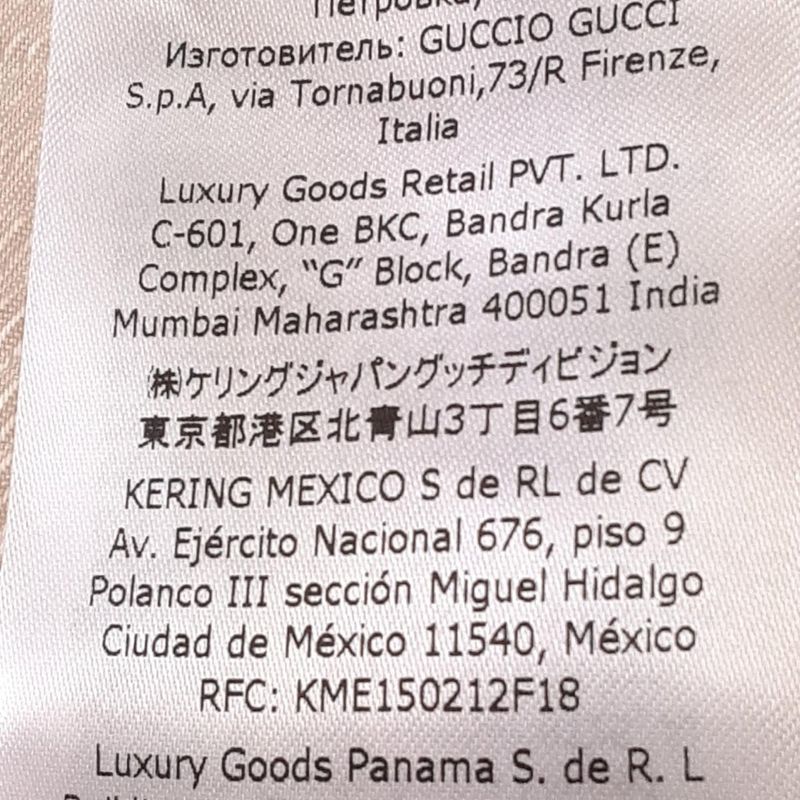 Петровка,
Изготовитель: GUCCIO GUCCI
S.p.A, via Tornabuoni,73/R Firenze,
Italia
Luxury Goods Retail PVT. LTD.
C-601, One BKC, Bandra Kurla
Complex, “G” Block, Bandra (E)
Mumbai Maharashtra 400051 India
㈱ケリングジャパングッチディビジョン
東京都港区北青山3丁目6番7号
KERING MEXICO S de RL de CV
Av. Ejército Nacional 676, piso 9
Polanco III sección Miguel Hidalgo
Ciudad de México 11540, México
RFC: KME150212F18
Luxury Goods Panama S. de R. L